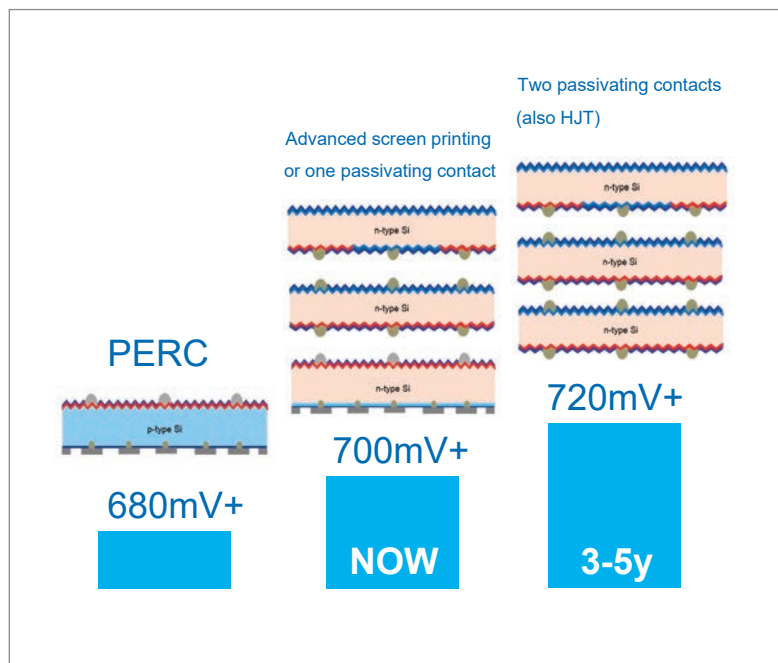 Two passivating contacts
(also HJT)
Advanced screen printing
or one passivating contact
n-type Si
n-type Si
n-type Si
n-type Si
n-type Si
n-type Si
PERC
p-type Si
720mV+
700mV+
680mV+
NOW
3-5y